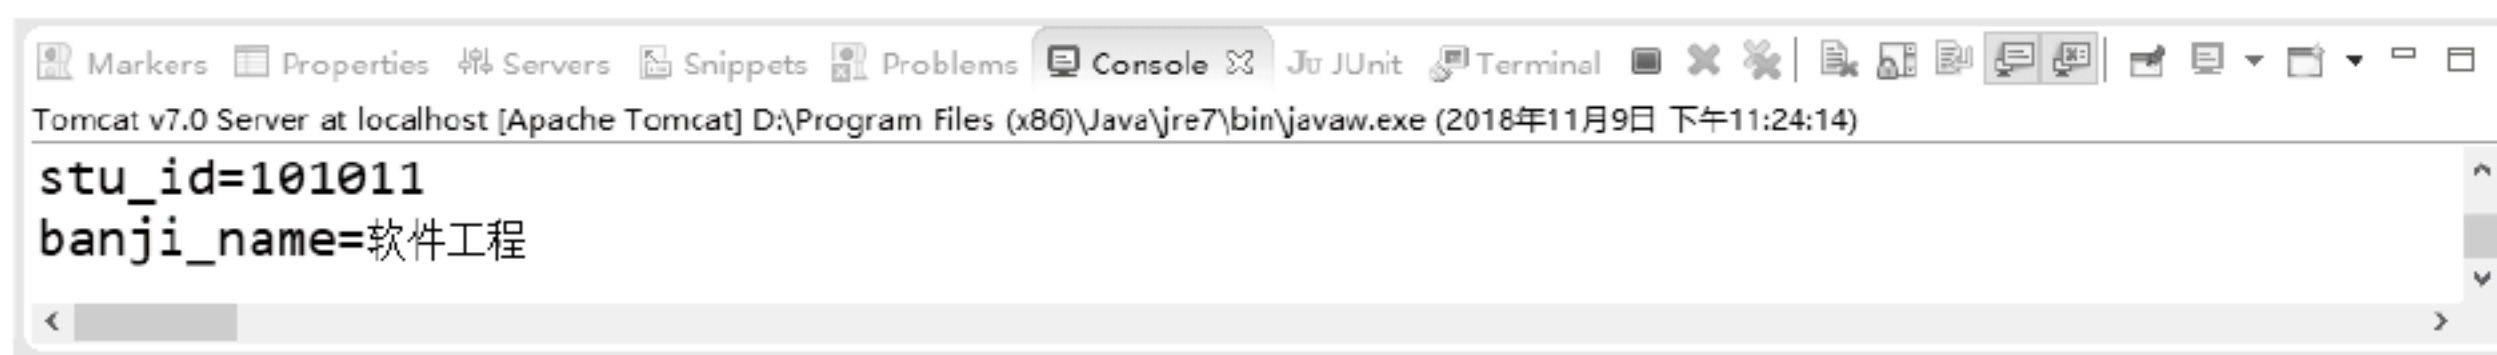 Markers Properties Servers Snippets Problems Console Ju JUnit Terminal
Tomcat v7.0 Server at localhost [Apache Tomcat] D:\Program Files (x86)\Java\jre7\bin\javaw.exe (2018年11月9日 下午11:24:14)
stu_id=101011
banji_name=软件工程